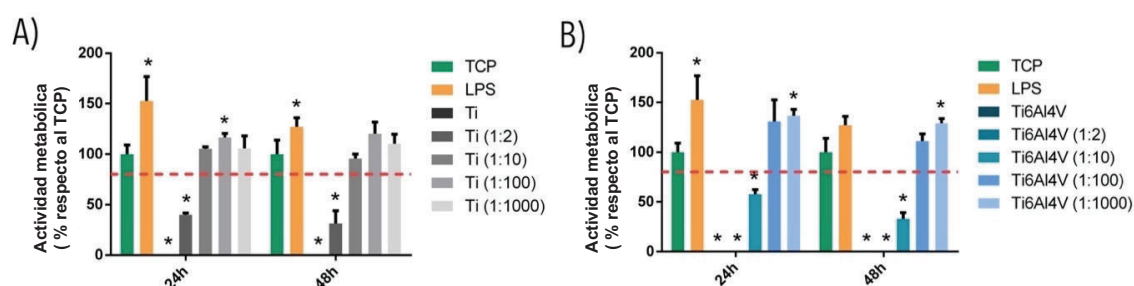 A)
Actividad metabólica
( % respecto al TCP)
200
150
100
50
0
*
*
*
*
*
*
*
24h
48h
TCP
LPS
Ti
Ti (1:2)
Ti (1:10)
Ti (1:100)
Ti (1:1000)
B)
Actividad metabólica
( % respecto al TCP)
200
150
100
50
0
*
* *
*
*
* *
*
*
24h
48h
TCP
LPS
Ti6Al4V
Ti6Al4V (1:2)
Ti6Al4V (1:10)
Ti6Al4V (1:100)
Ti6Al4V (1:1000)